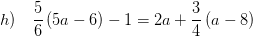 h) 5/6 (5a − 6) − 1 = 2a + 3/4 (a − 8)